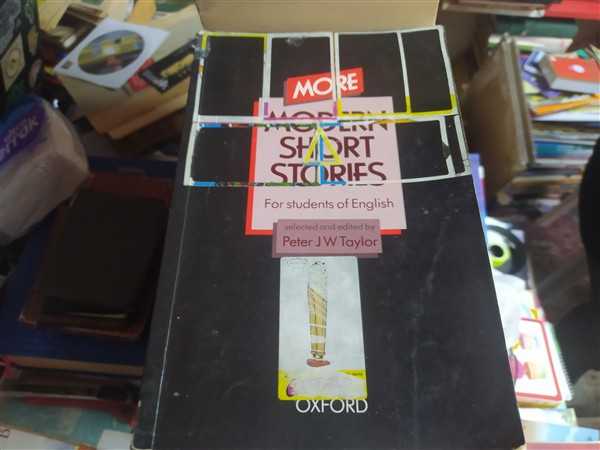 MORE
MODERN
SHORT
STORIES
For students of English
selected and edited by
Peter J W Taylor
OXFORD